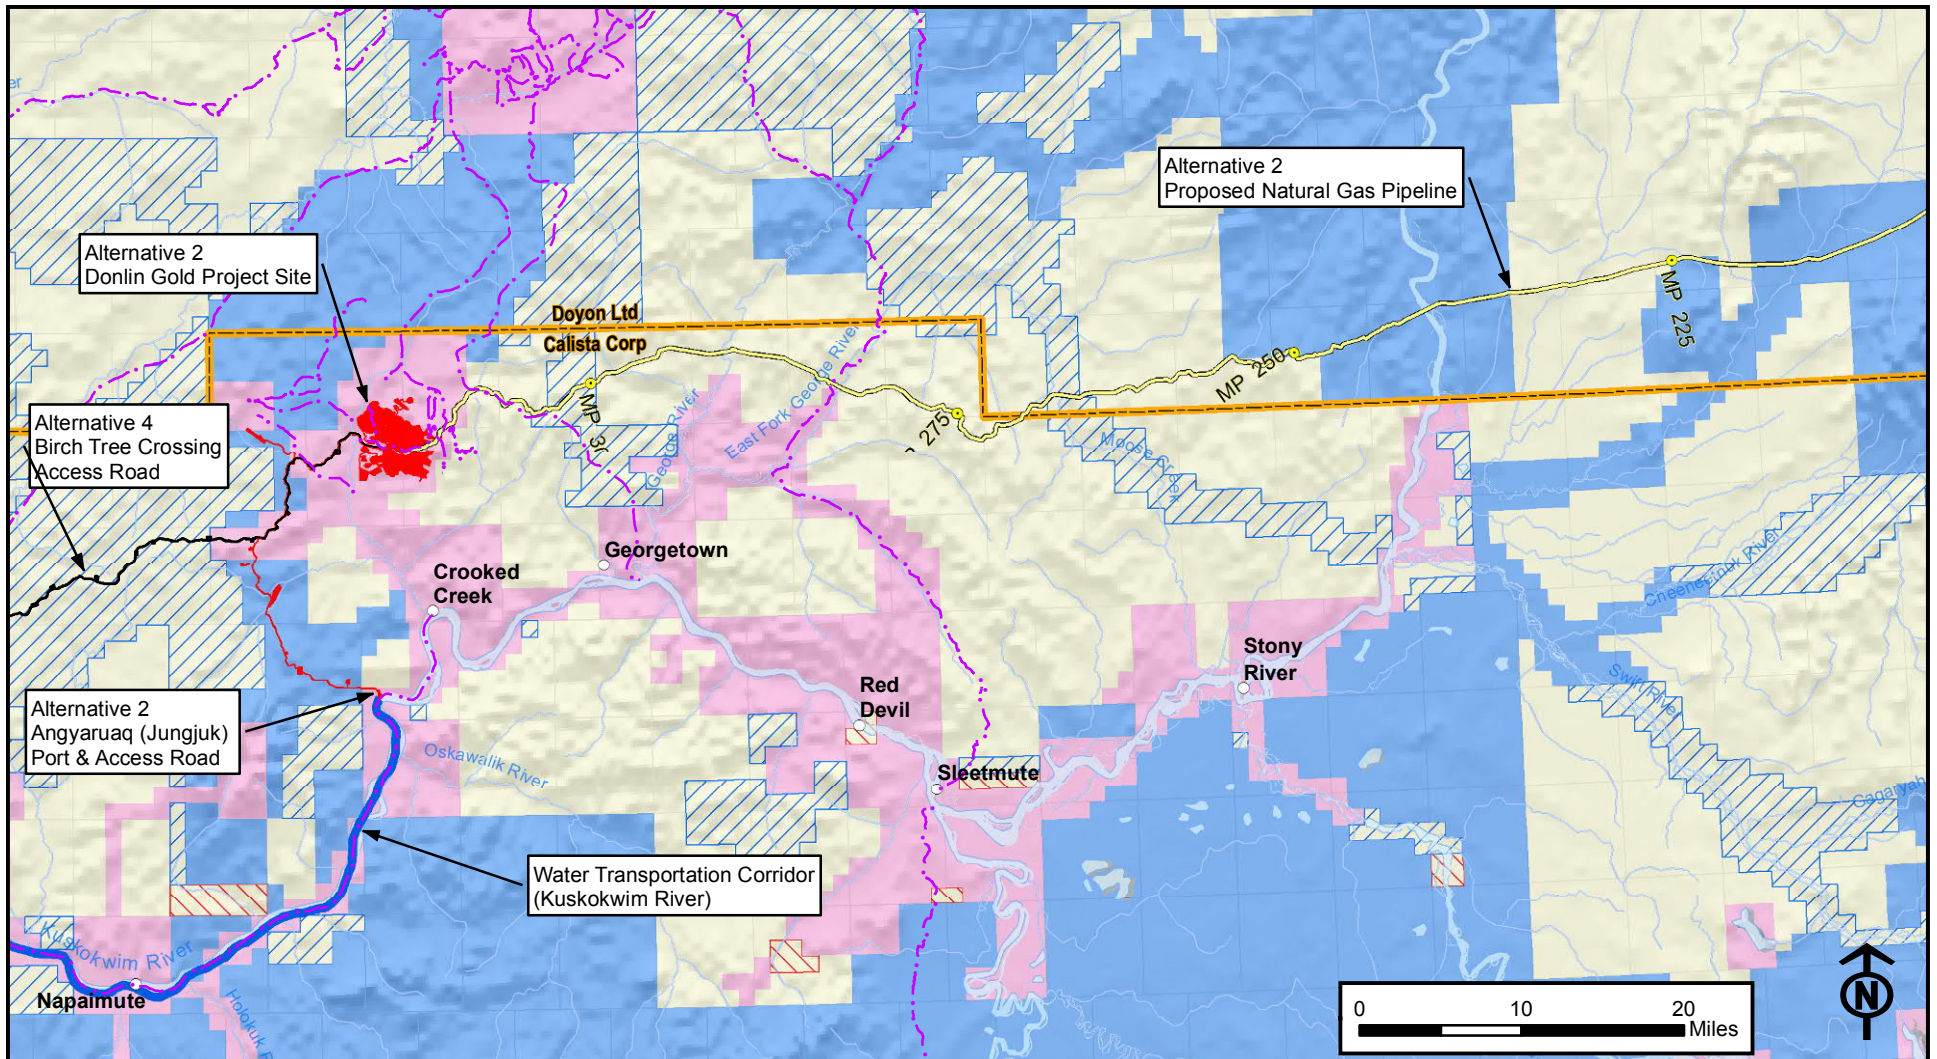 er
Alternative 2
Proposed Natural Gas Pipeline
Alternative 2
Donlin Gold Project Site
Doyon Ltd
Calista Corp
MP 225
MP 250
275
MP 30
Alternative 4
Birch Tree Crossing
Access Road
George River
East Fork George River
Moose Creek
Georgetown
Crooked
Creek
Stony
River
Swift River
Red
Devil
Alternative 2
Angyaruaq (Jungjuk)
Port & Access Road
Oskawalik River
Sleetmute
Water Transportation Corridor
(Kuskokwim River)
Kuskokwim River
Napaimute
Holokuk R
0
10
20
Miles
N